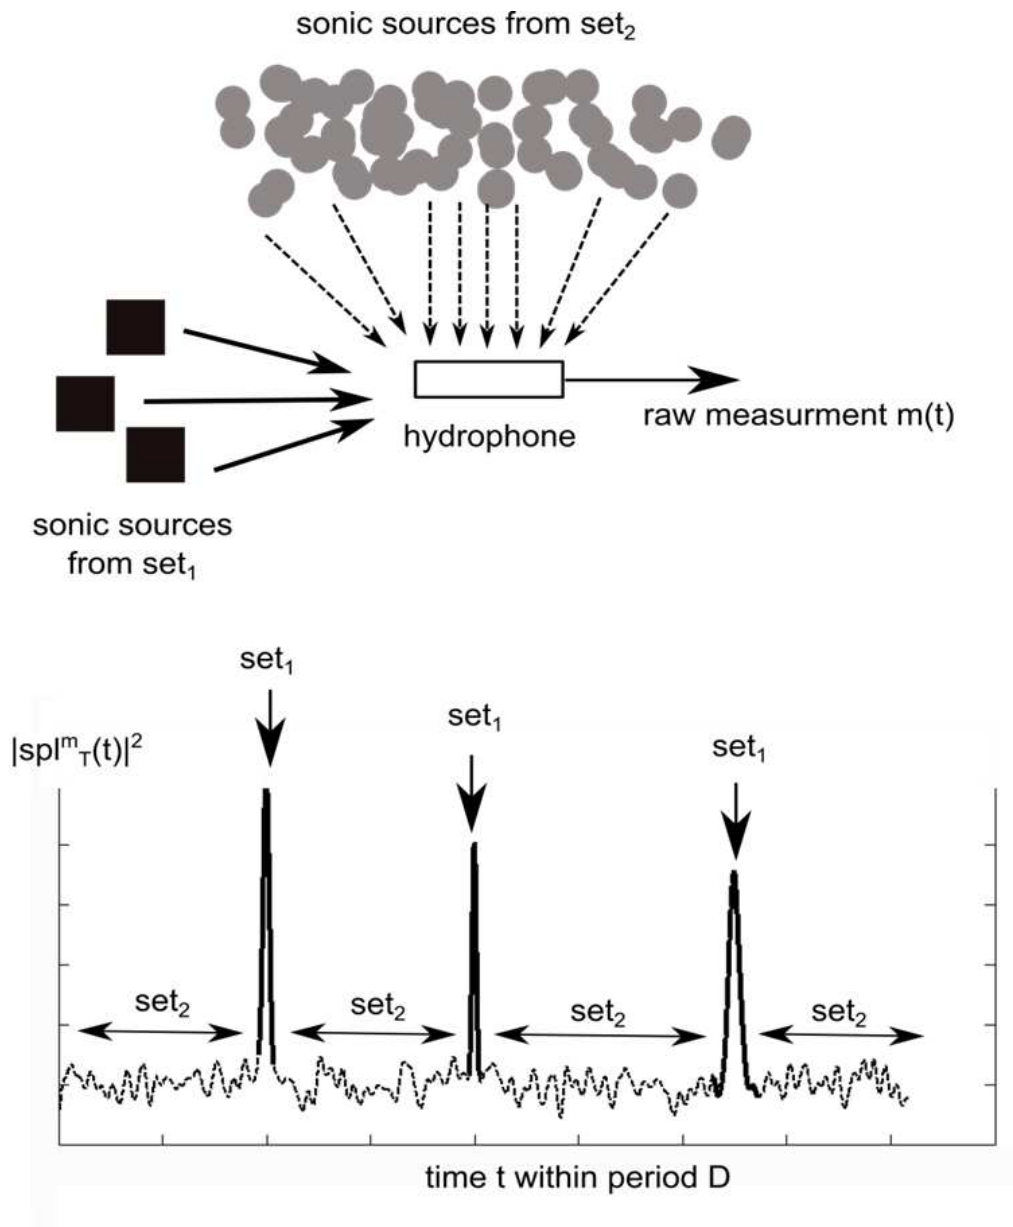 sonic sources from set₂
raw measurment m(t)
hydrophone
sonic sources
from set₁
set₁
set₁
set₁
|splᵐ_T(t)|²
set₂
set₂
set₂
set₂
time t within period D